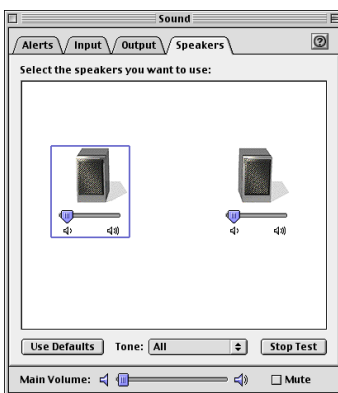 Sound
Alerts Input Output Speakers
Select the speakers you want to use:
Use Defaults Tone: All Stop Test
Main Volume: Mute